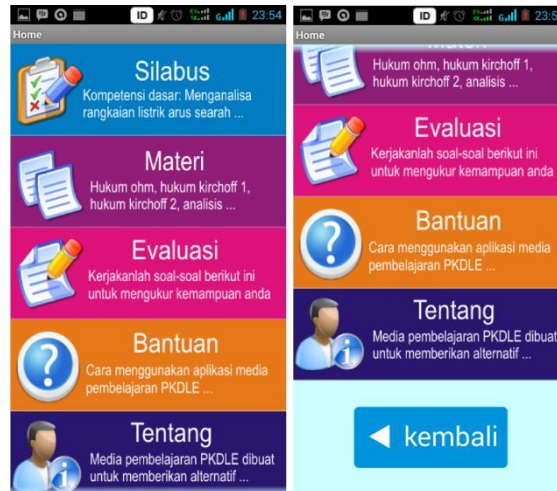 ID
23:54
Home
Silabus
Kompetensi dasar: Menganalisa
rangkaian listrik arus searah ...
Materi
Hukum ohm, hukum kirchoff 1,
hukum kirchoff 2, analisis ...
Evaluasi
Kerjakanlah soal-soal berikut ini
untuk mengukur kemampuan anda
Bantuan
Cara menggunakan aplikasi media
pembelajaran PKDLE ...
Tentang
Media pembelajaran PKDLE dibuat
untuk memberikan alternatif ...
ID
Home
Hukum ohm, hukum kirchoff 1,
hukum kirchoff 2, analisis ...
Evaluasi
Kerjakanlah soal-soal berikut ini
untuk mengukur kemampuan anda
Bantuan
Cara menggunakan aplikasi media
pembelajaran PKDLE ...
Tentang
Media pembelajaran PKDLE dibuat
untuk memberikan alternatif ...
kembali